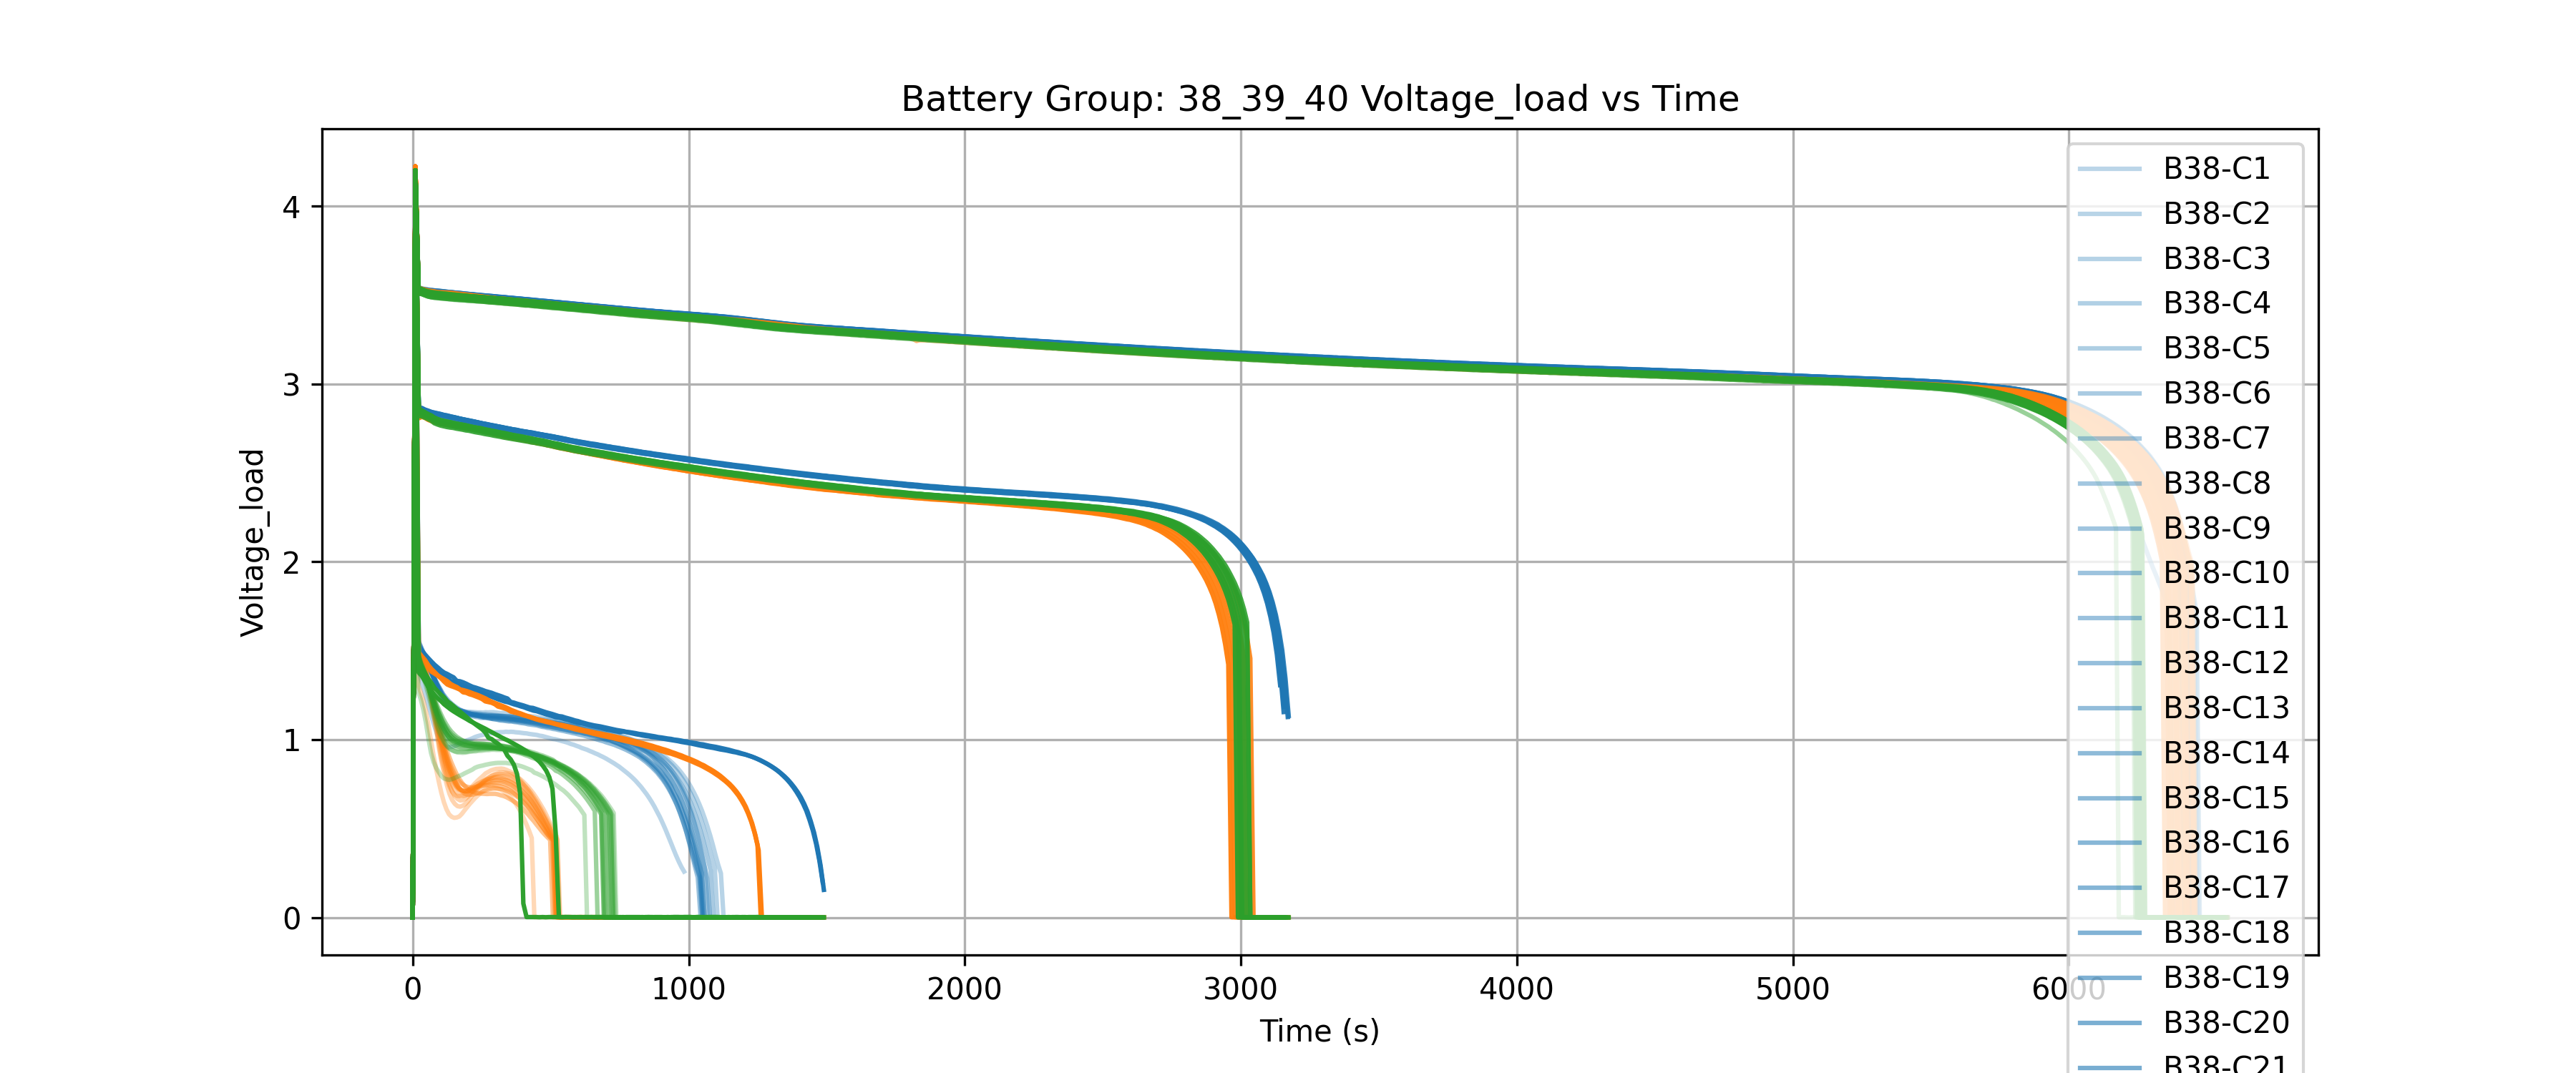 Battery Group: 38_39_40 Voltage_load vs Time
Voltage_load
4
3
2
1
0
0 1000 2000 3000 4000 5000 6000
Time (s)
B38-C1
B38-C2
B38-C3
B38-C4
B38-C5
B38-C6
B38-C7
B38-C8
B38-C9
B38-C10
B38-C11
B38-C12
B38-C13
B38-C14
B38-C15
B38-C16
B38-C17
B38-C18
B38-C19
B38-C20
B38-C21